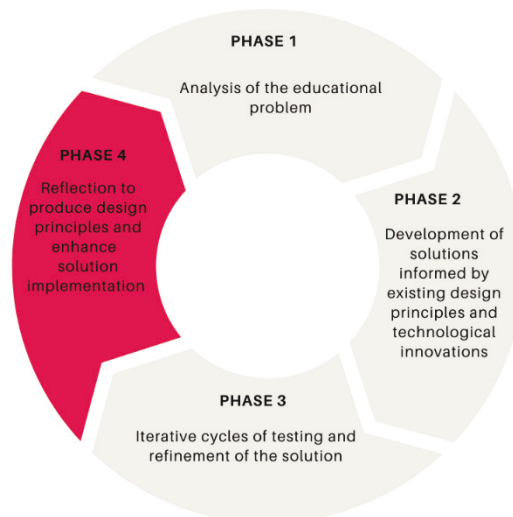 PHASE 1
Analysis of the educational
problem
PHASE 2
Development of
solutions
informed by
existing design
principles and
technological
innovations
PHASE 3
Iterative cycles of testing and
refinement of the solution
PHASE 4
Reflection to
produce design
principles and
enhance
solution
implementation